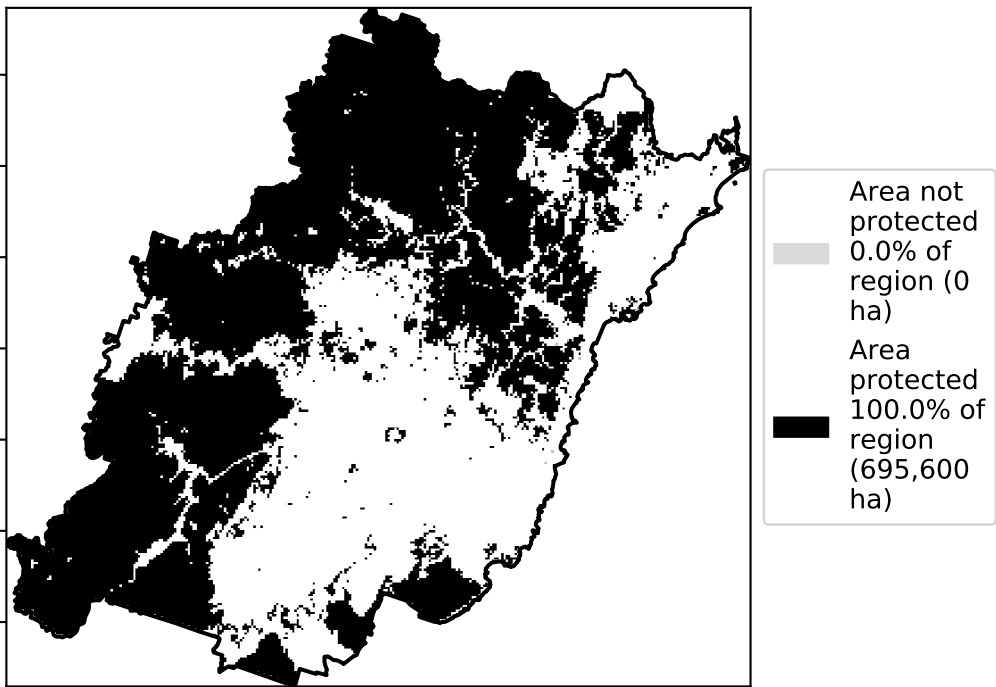 Area not
protected
0.0% of
region (0
ha)
Area
protected
100.0% of
region
(695,600
ha)